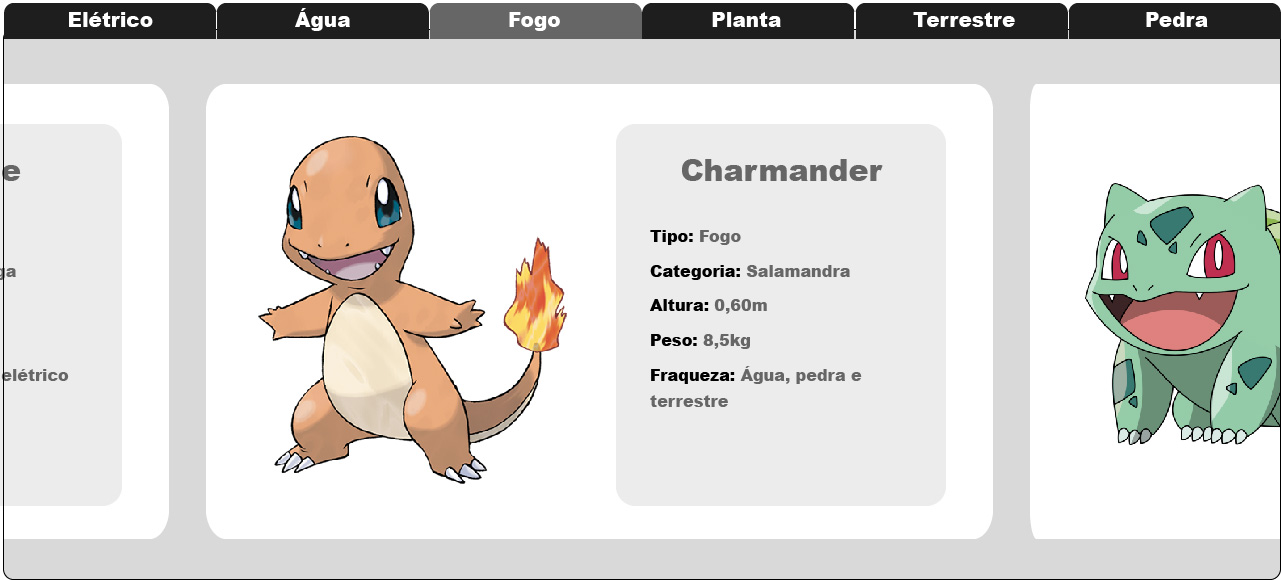 Elétrico Água Fogo Planta Terrestre Pedra
e
ga
elétrico
Charmander
Tipo: Fogo
Categoria: Salamandra
Altura: 0,60m
Peso: 8,5kg
Fraqueza: Água, pedra e
terrestre